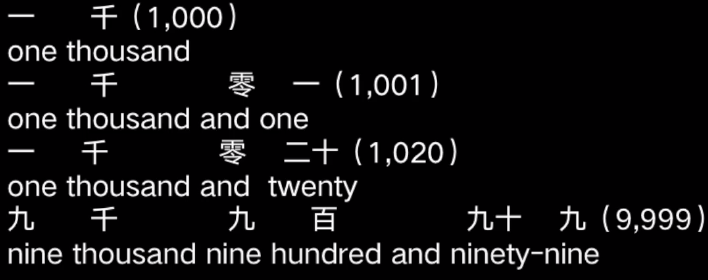 一 千（1,000）
one thousand
一 千 零 一（1,001）
one thousand and one
一 千 零 二十（1,020）
one thousand and twenty
九 千 九 百 九十 九（9,999）
nine thousand nine hundred and ninety-nine